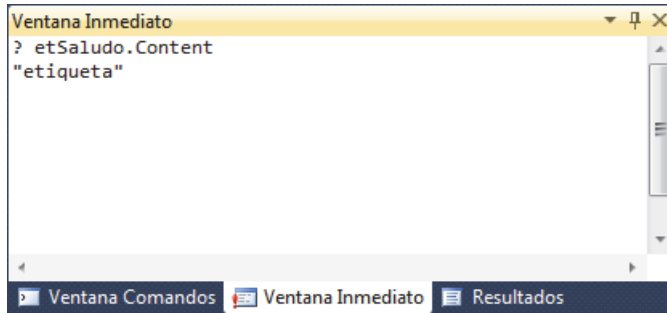 Ventana Inmediato
? etSaludo.Content
"etiqueta"
Ventana Comandos Ventana Inmediato Resultados